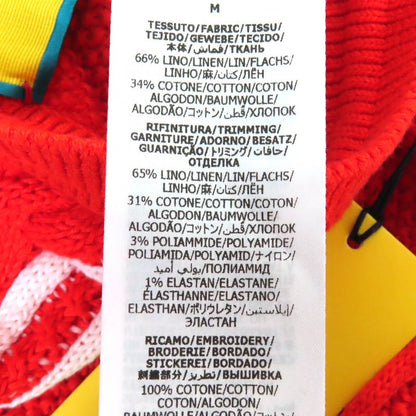 M
TESSUTO/FABRIC/TISSU/
TEJIDO/GEWEBE/TECIDO/
本体/قماش/ТКАНЬ
66% LINO/LINEN/LIN/FLACHS/
LINHO/麻/كتان/ЛЁН
34% COTONE/COTTON/COTON/
ALGODON/BAUMWOLLE/
ALGODÃO/コットン/قطن/ХЛОПОК
RIFINITURA/TRIMMING/
GARNITURE/ADORNO/BESATZ/
GUARNIÇÃO/トリミング/حافات/
ОТДЕЛКА
65% LINO/LINEN/LIN/FLACHS/
LINHO/麻/كتان/ЛЁН
31% COTONE/COTTON/COTON/
ALGODON/BAUMWOLLE/
ALGODÃO/コットン/قطن/ХЛОПОК
3% POLIAMMIDE/POLYAMIDE/
POLIAMIDA/POLYAMID/ナイロン/
بولي أميد/ПОЛИАМИД
1% ELASTAN/ELASTANE/
ELASTHANNE/ELASTANO/
ELASTHAN/ポリウレタン/إيلاستين/
ЭЛАСТАН
RICAMO/EMBROIDERY/
BRODERIE/BORDADO/
STICKEREI/BORDADO/
刺繍部分/تطريز/ВЫШИВКА
100% COTONE/COTTON/
COTON/ALGODON/